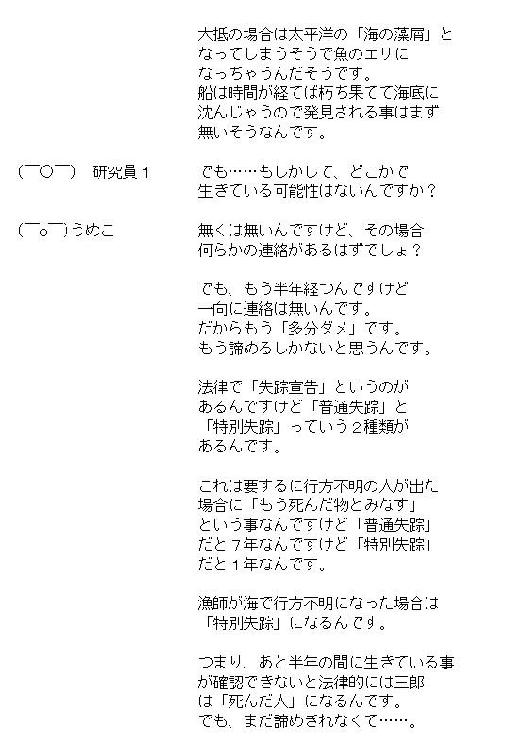 大抵の場合は太平洋の「海の藻屑」と
なってしまうそうで魚のエサに
なっちゃうんだそうです。
船は時間が経てば朽ち果てて海底に
沈んじゃうので発見される事はまず
無いそうなんです。
(￣○￣)　研究員１　でも……もしかして、どこかで
生きている可能性はないんですか？
(￣o￣)うめこ　無くは無いんですけど、その場合
何らかの連絡があるはずでしょ？
でも、もう半年経つんですけど
一向に連絡は無いんです。
だからもう「多分ダメ」です。
もう諦めるしかないと思うんです。
法律で「失踪宣告」というのが
あるんですけど「普通失踪」と
「特別失踪」っていう２種類が
あるんです。
これは要するに行方不明の人が出た
場合に「もう死んだ物とみなす」
という事なんですけど「普通失踪」
だと７年なんですけど「特別失踪」
だと１年なんです。
漁師が海で行方不明になった場合は
「特別失踪」になるんです。
つまり、あと半年の間に生きている事
が確認できないと法律的には三郎
は「死んだ人」になるんです。
でも、まだ諦めきれなくて……。